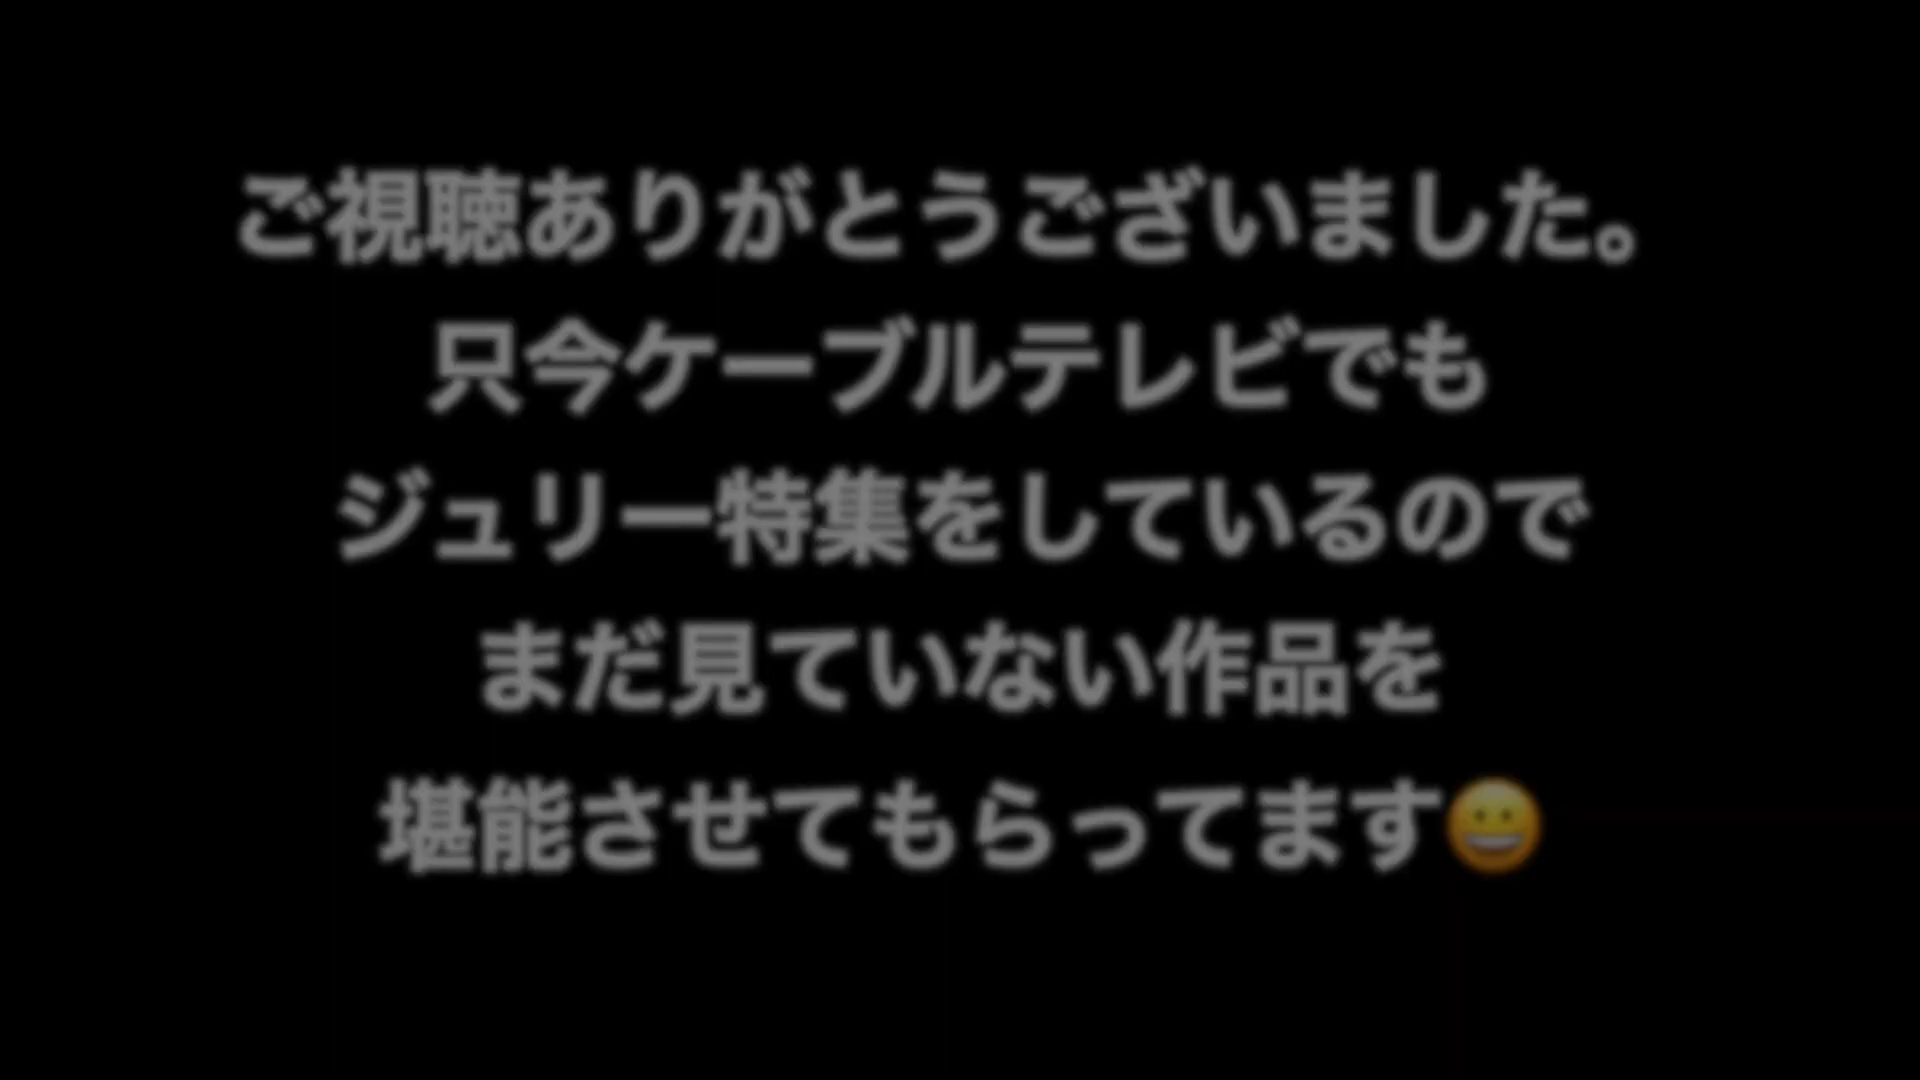 ご視聴ありがとうございました。
只今ケーブルテレビでも
ジュリー特集をしているので
まだ見ていない作品を
堪能させてもらってます😀